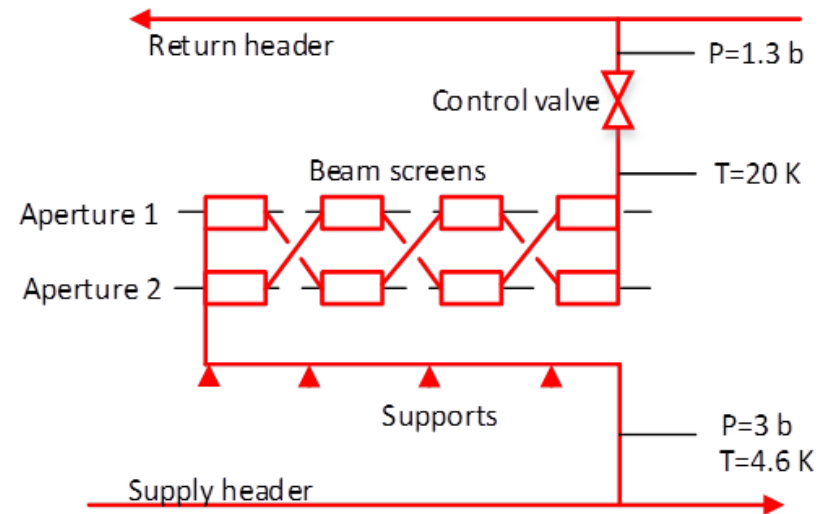 Return header
P=1.3 b
Control valve
Beam screens
T=20 K
Aperture 1
Aperture 2
Supports
P=3 b
T=4.6 K
Supply header